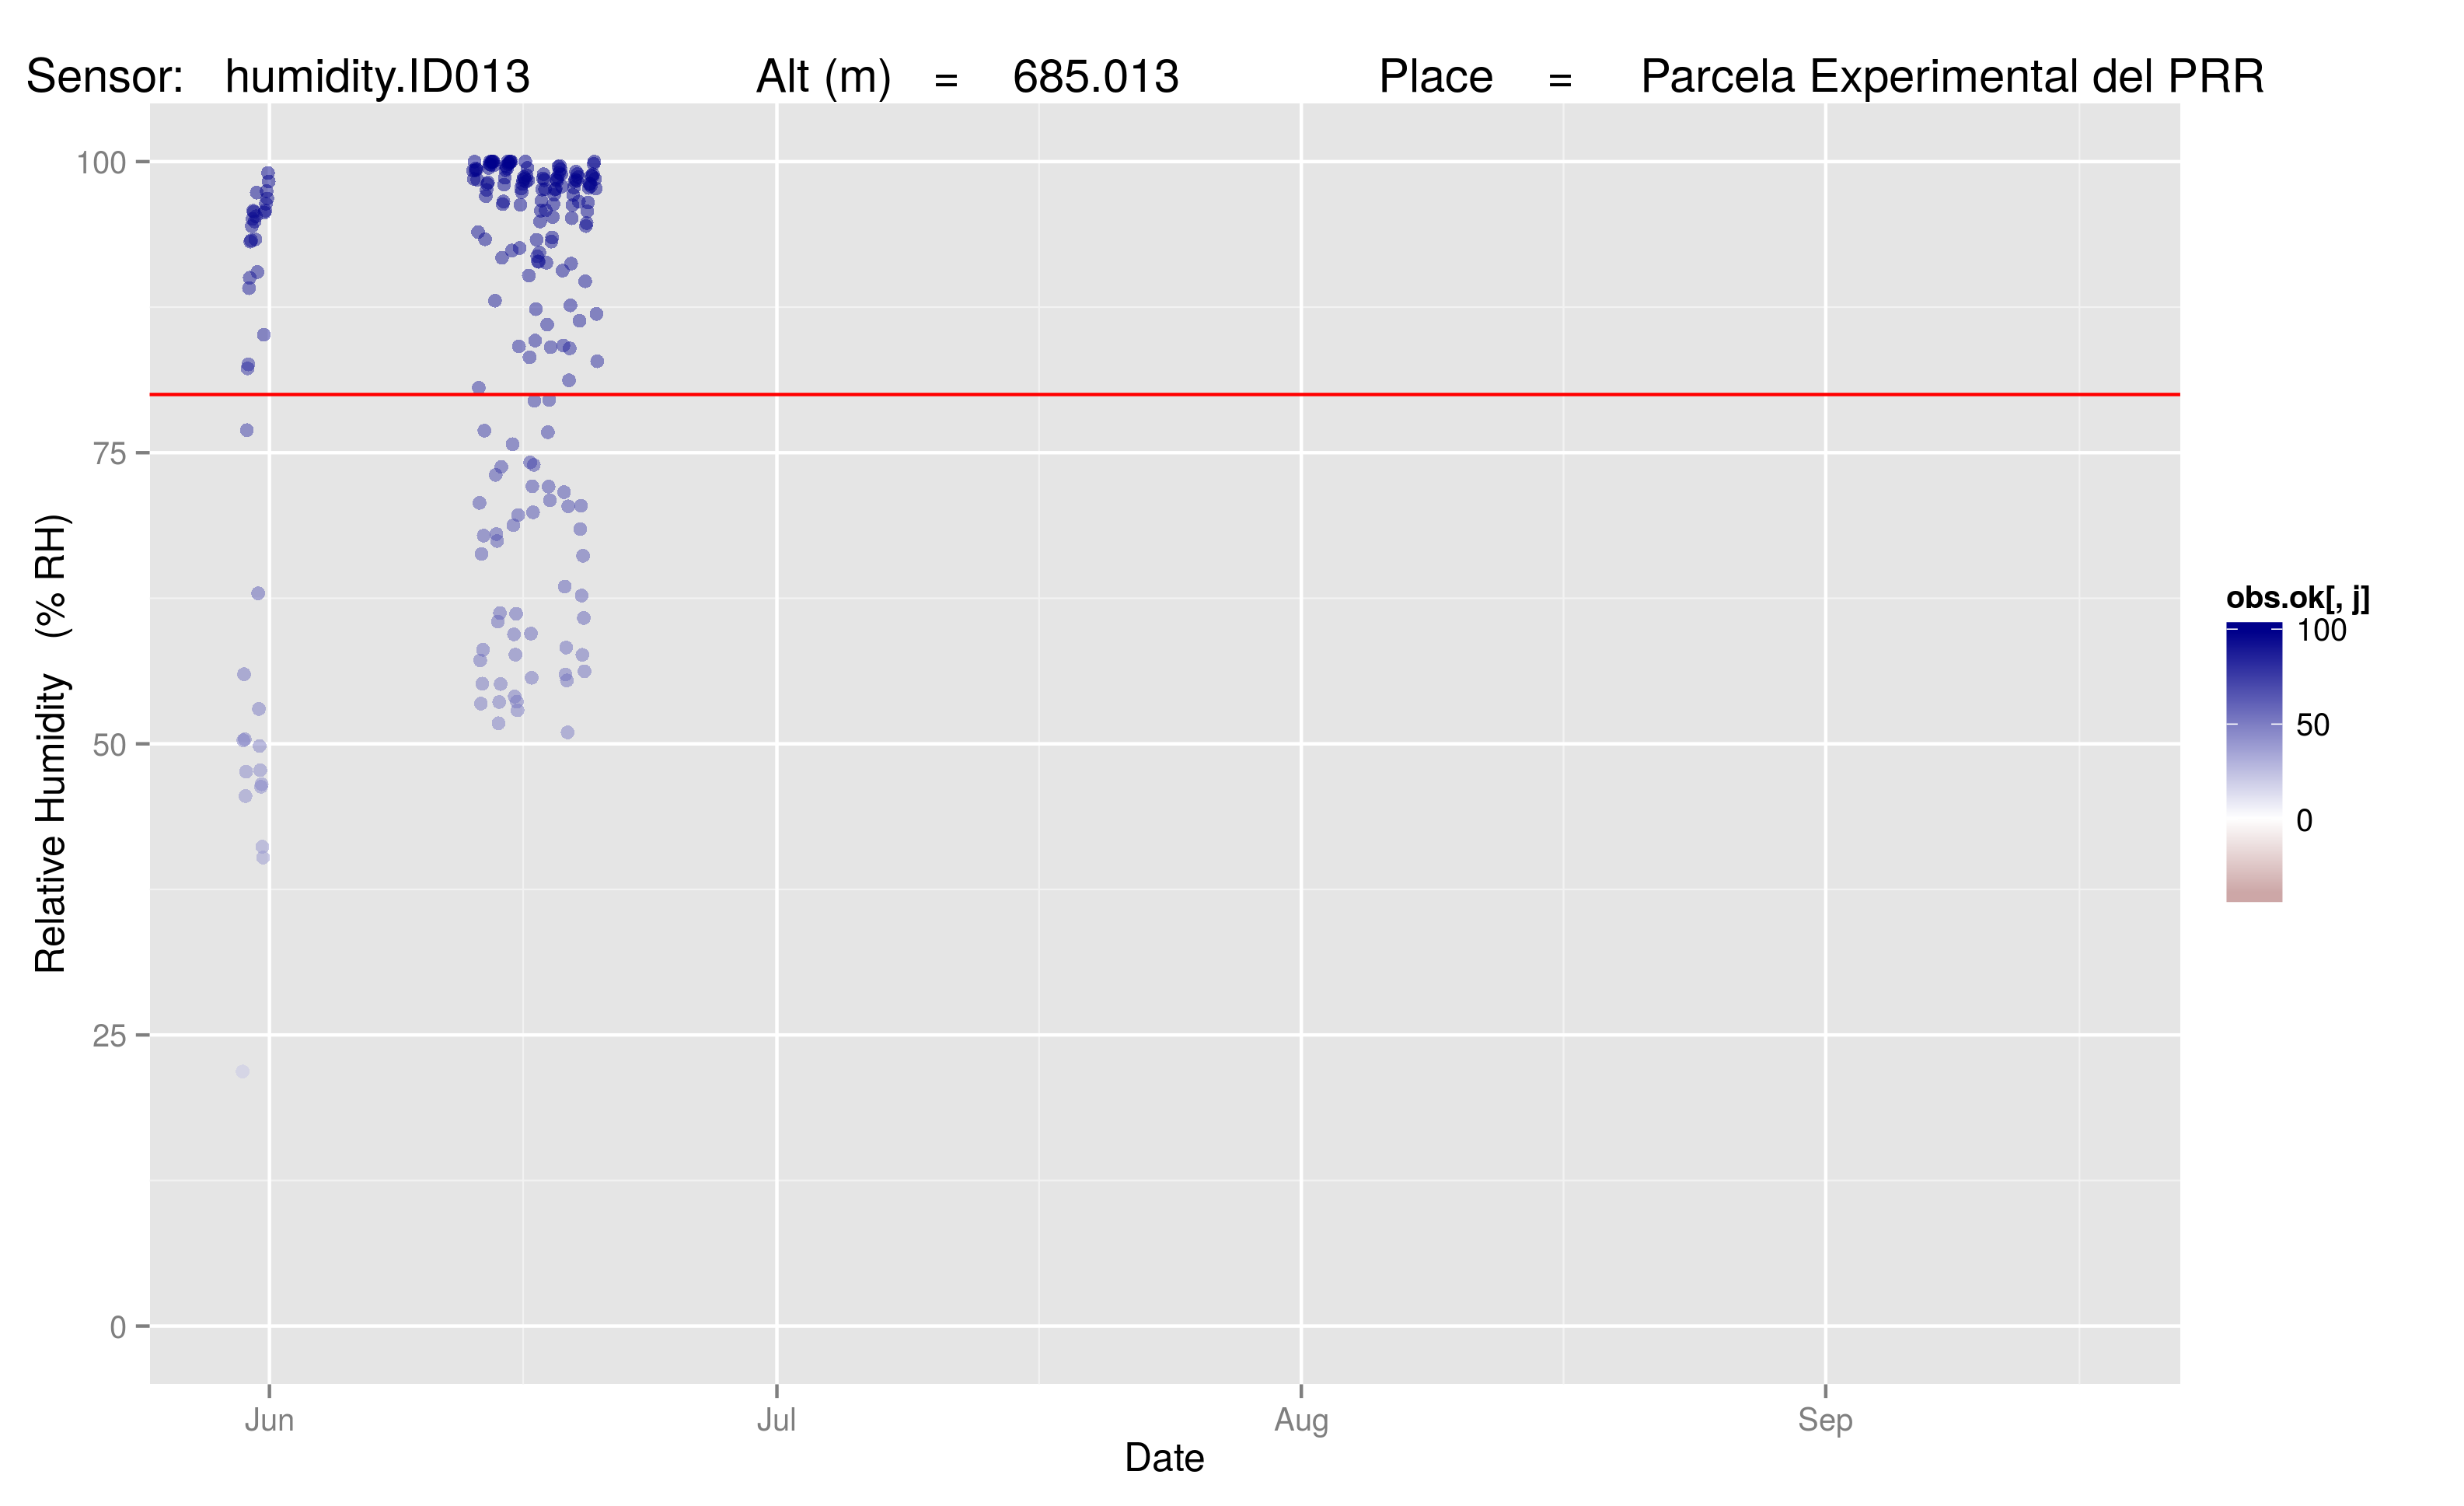 Sensor: humidity.ID013 Alt (m) = 685.013 Place = Parcela Experimental del PRR
100
75
50
25
0
Relative Humidity (% RH)
Jun Jul Aug Sep
Date
obs.ok[, j]
100
50
0